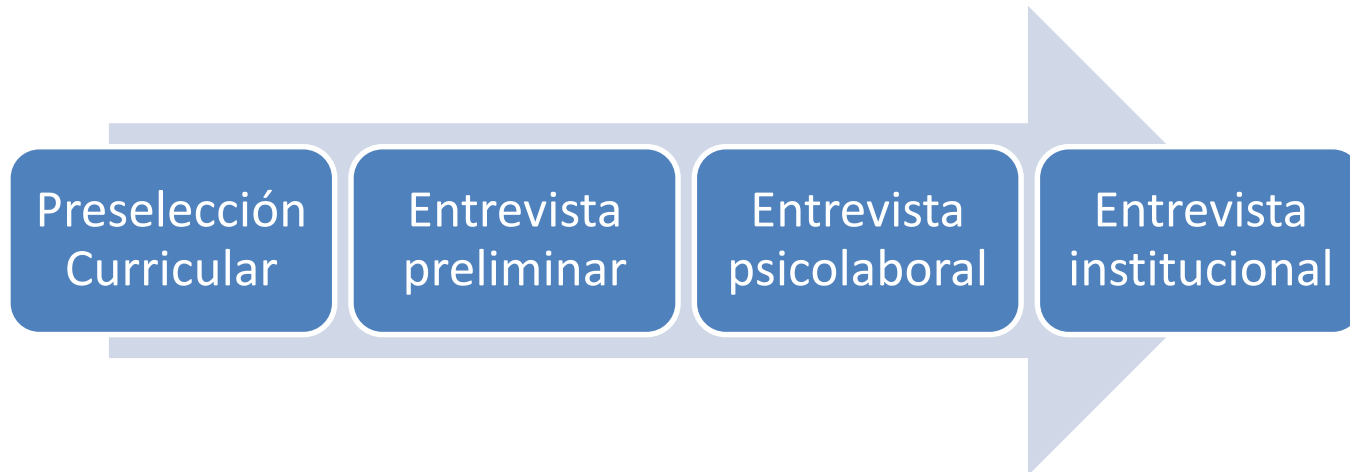 Preselección
Curricular
Entrevista
preliminar
Entrevista
psicolaboral
Entrevista
institucional